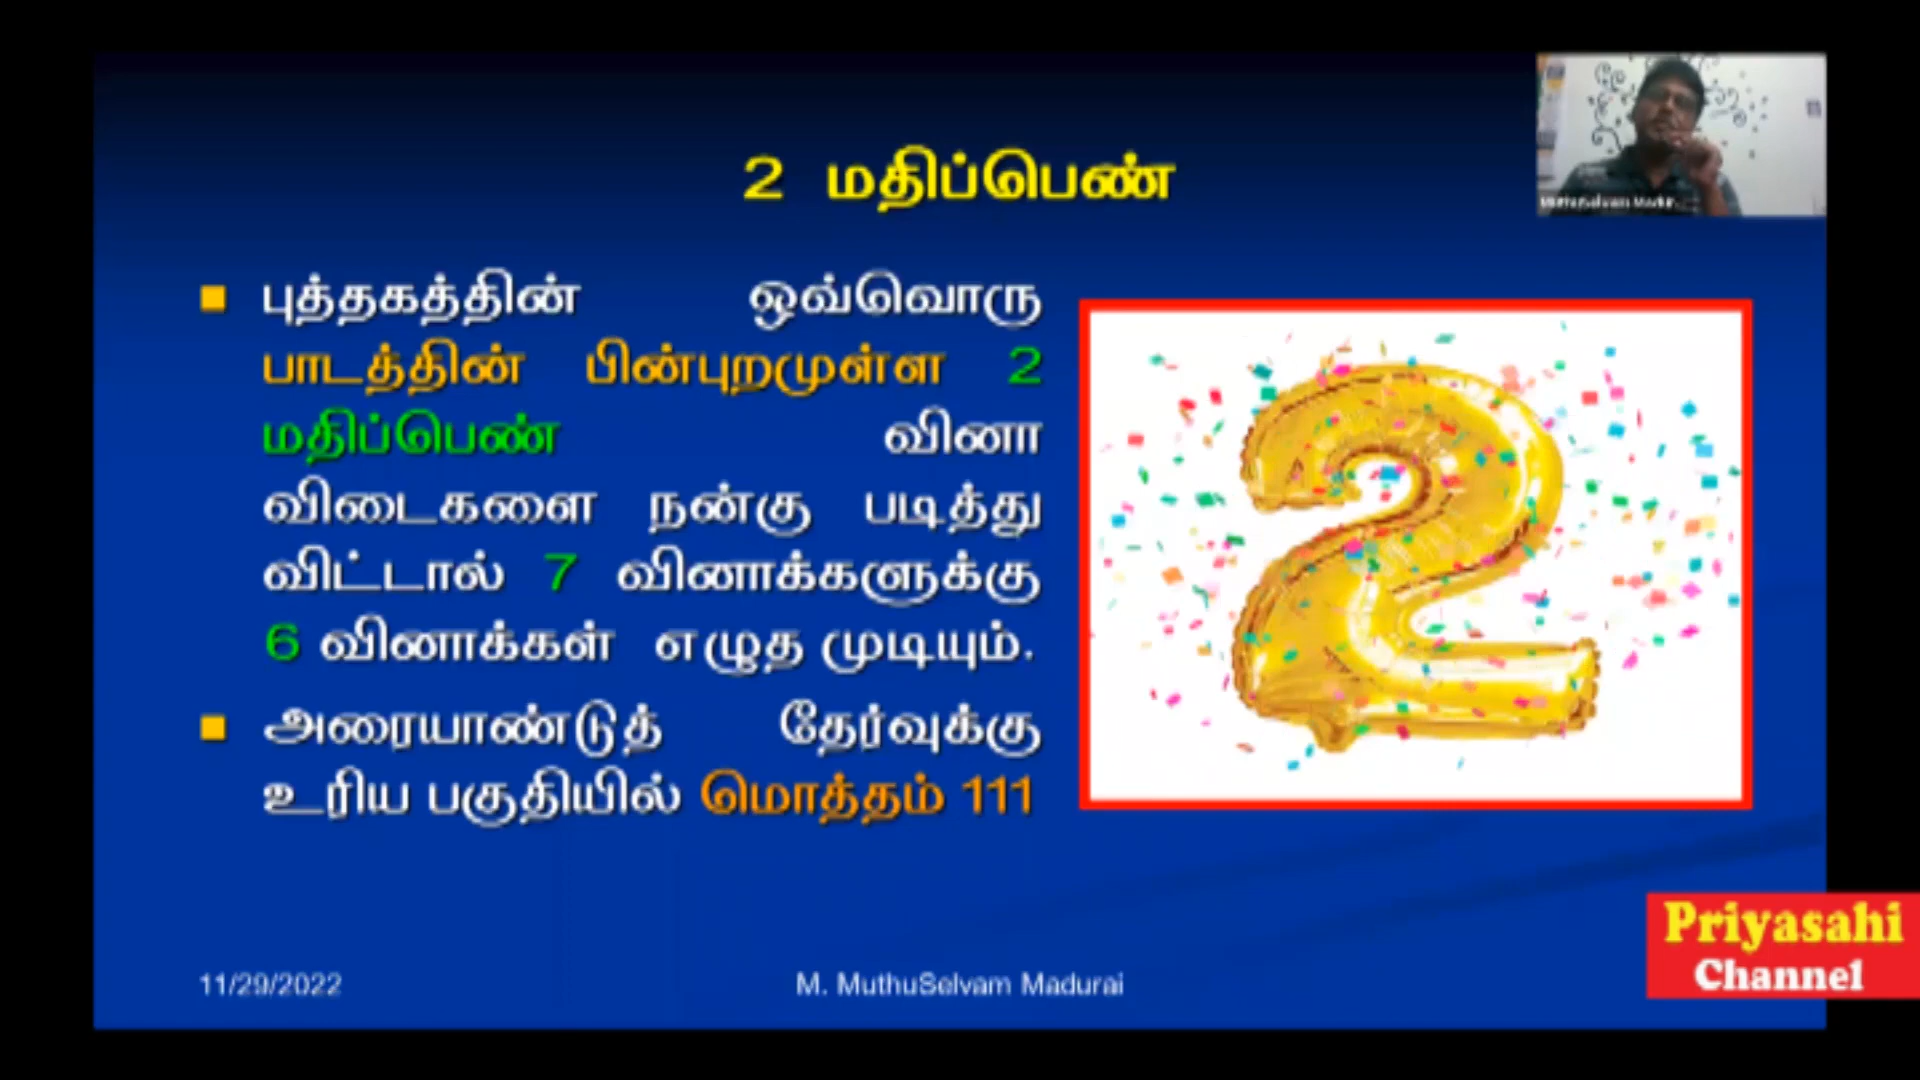 2 மதிப்பெண்
புத்தகத்தின் ஒவ்வொரு
பாடத்தின் பின்புறமுள்ள 2
மதிப்பெண் வினா
விடைகளை நன்கு படித்து
விட்டால் 7 வினாக்களுக்கு
6 வினாக்கள் எழுத முடியும்.
அரையாண்டுத் தேர்வுக்கு
உரிய பகுதியில் மொத்தம் 111
11/29/2022
M. MuthuSelvam Madurai
Priyasahi
Channel